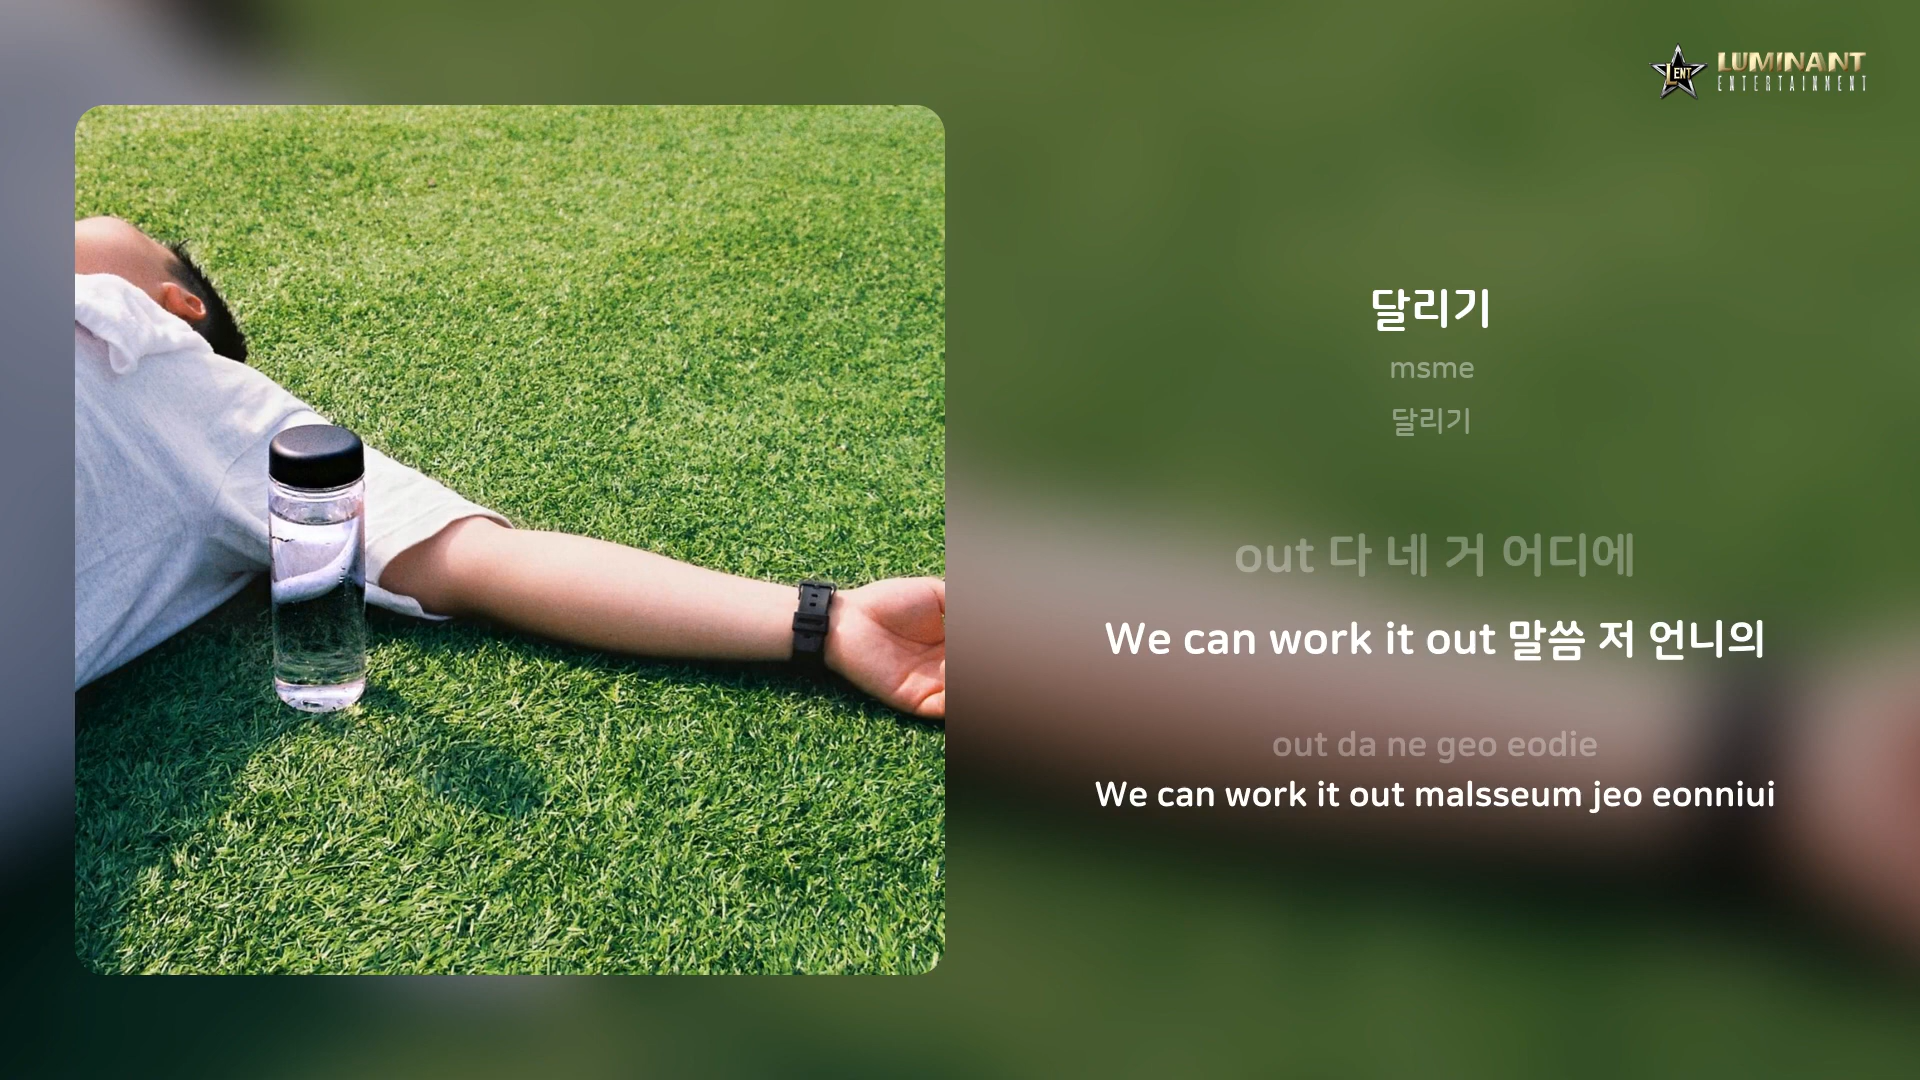 LENT
LUMINANT
ENTERTAINMENT
달리기
msme
달리기
out 다 네 거 어디에
We can work it out 말씀 저 언니의
out da ne geo eodie
We can work it out malsseum jeo eonniui